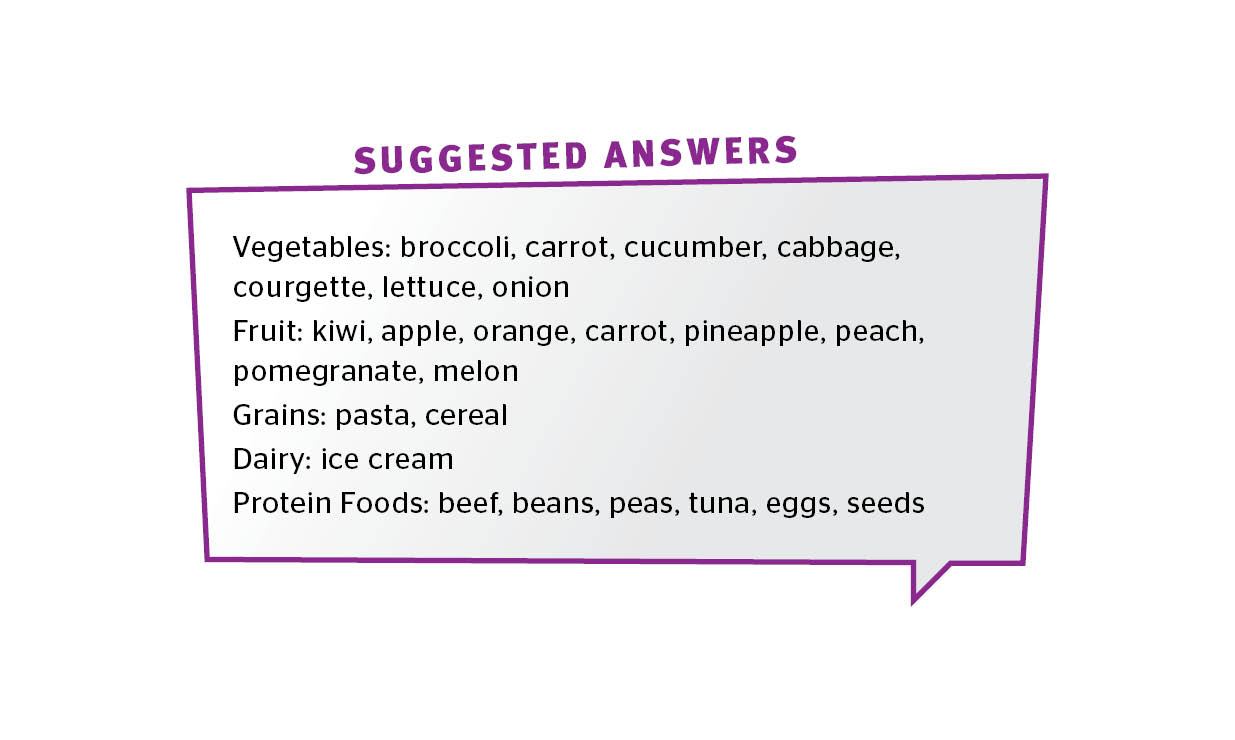 SUGGESTED ANSWERS
Vegetables: broccoli, carrot, cucumber, cabbage,
courgette, lettuce, onion
Fruit: kiwi, apple, orange, carrot, pineapple, peach,
pomegranate, melon
Grains: pasta, cereal
Dairy: ice cream
Protein Foods: beef, beans, peas, tuna, eggs, seeds